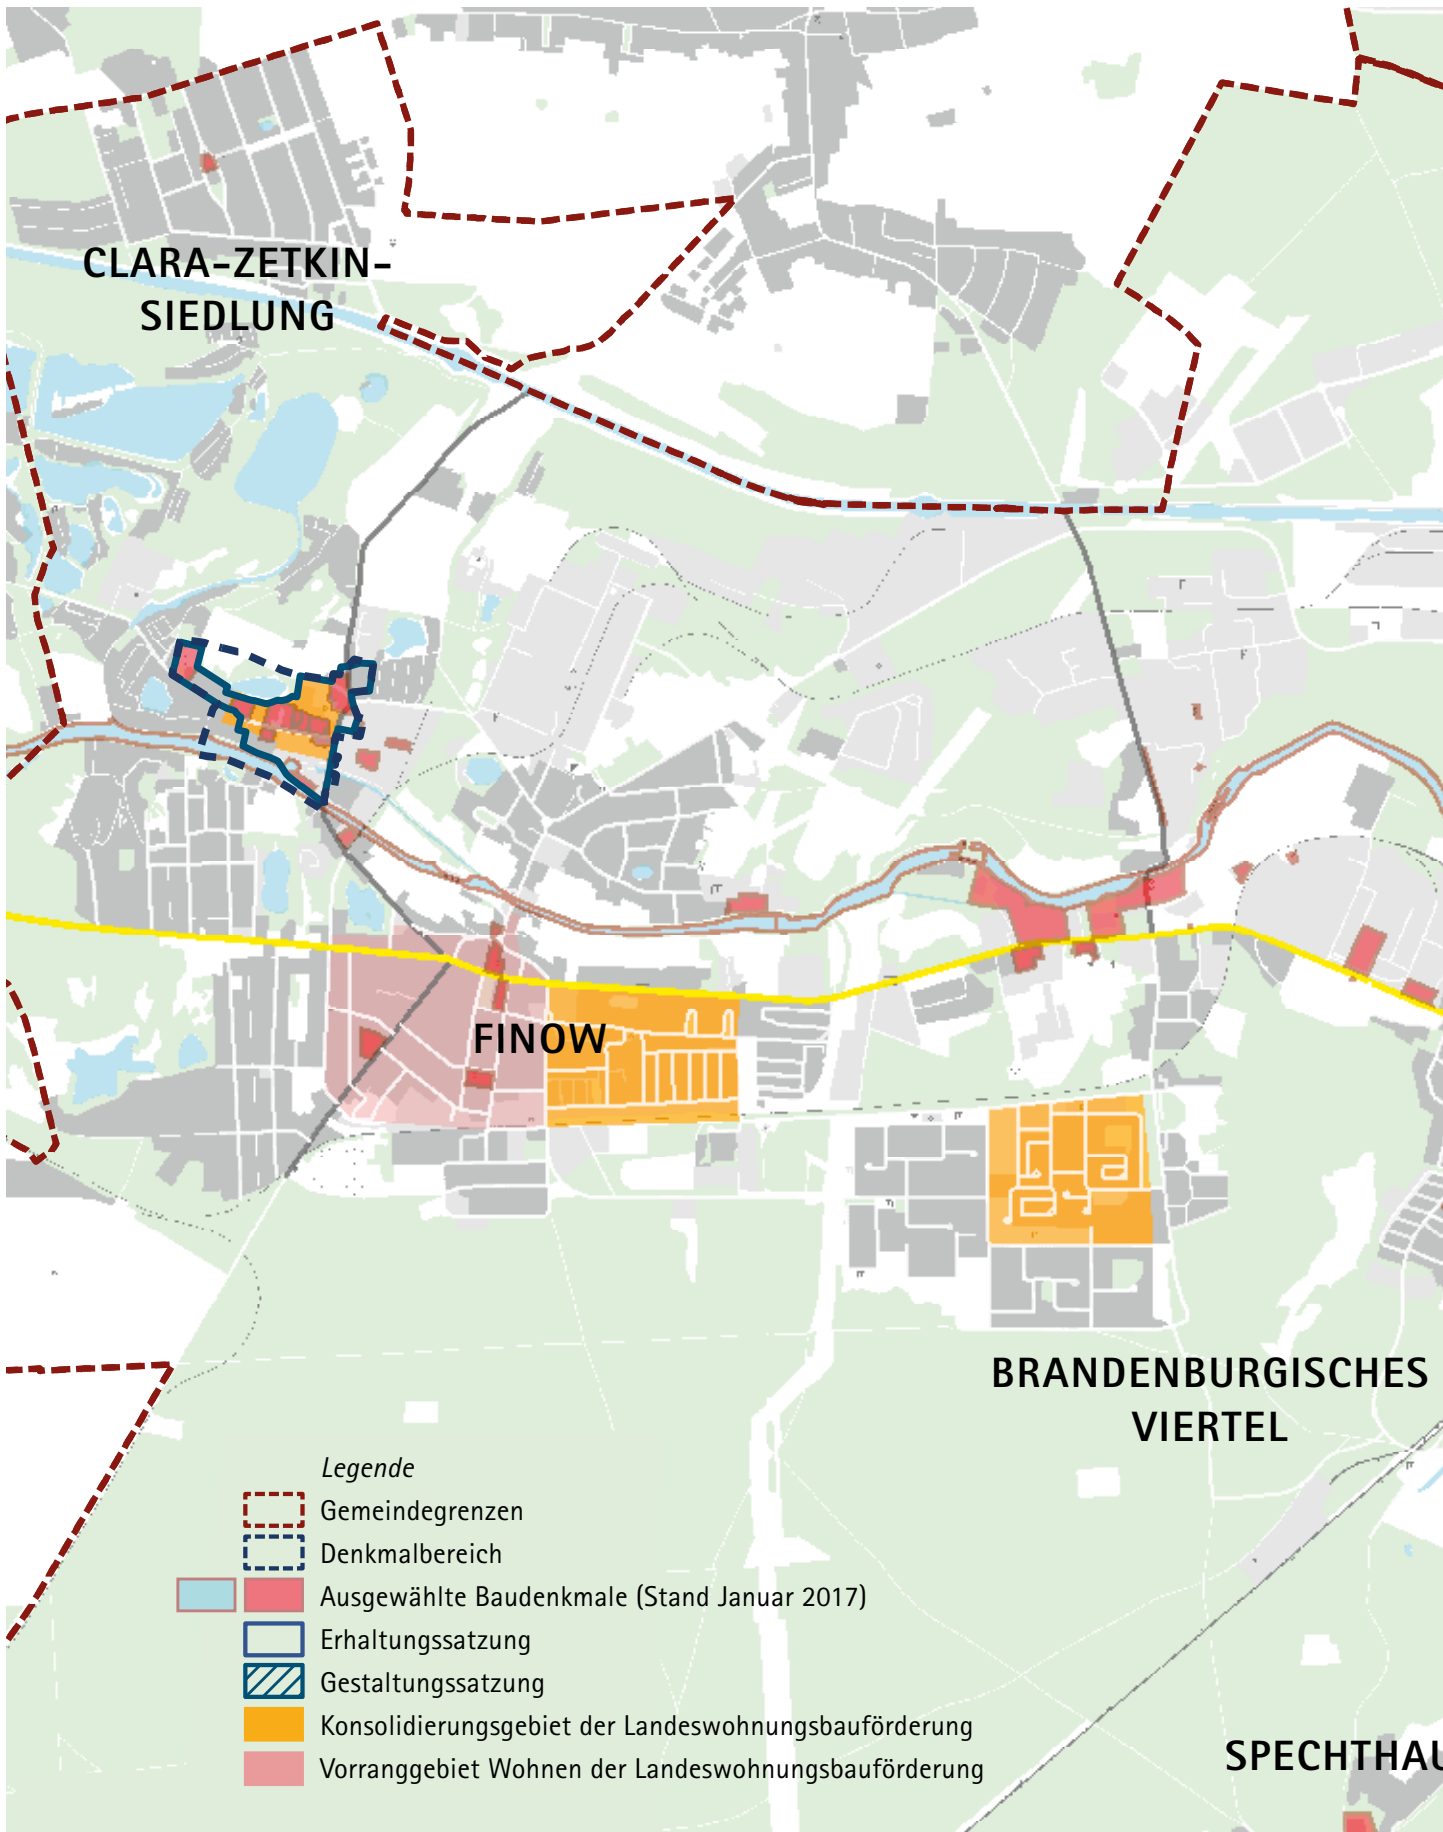 CLARA-ZETKIN-
SIEDLUNG
FINOW
BRANDENBURGISCHES
VIERTEL
Legende
Gemeindegrenzen
Denkmalbereich
Ausgewählte Baudenkmale (Stand Januar 2017)
Erhaltungssatzung
Gestaltungssatzung
Konsolidierungsgebiet der Landeswohnungsbauförderung
Vorranggebiet Wohnen der Landeswohnungsbauförderung
SPECHTHAU